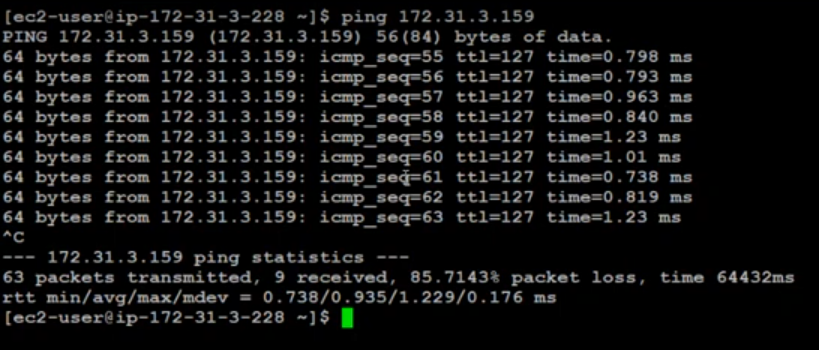 [ec2-user@ip-172-31-3-228 ~]$ ping 172.31.3.159
PING 172.31.3.159 (172.31.3.159) 56(84) bytes of data.
64 bytes from 172.31.3.159: icmp_seq=55 ttl=127 time=0.798 ms
64 bytes from 172.31.3.159: icmp_seq=56 ttl=127 time=0.793 ms
64 bytes from 172.31.3.159: icmp_seq=57 ttl=127 time=0.963 ms
64 bytes from 172.31.3.159: icmp_seq=58 ttl=127 time=0.840 ms
64 bytes from 172.31.3.159: icmp_seq=59 ttl=127 time=1.23 ms
64 bytes from 172.31.3.159: icmp_seq=60 ttl=127 time=1.01 ms
64 bytes from 172.31.3.159: icmp_seq=61 ttl=127 time=0.738 ms
64 bytes from 172.31.3.159: icmp_seq=62 ttl=127 time=0.819 ms
64 bytes from 172.31.3.159: icmp_seq=63 ttl=127 time=1.23 ms
^C
--- 172.31.3.159 ping statistics ---
63 packets transmitted, 9 received, 85.7143% packet loss, time 64432ms
rtt min/avg/max/mdev = 0.738/0.935/1.229/0.176 ms
[ec2-user@ip-172-31-3-228 ~]$